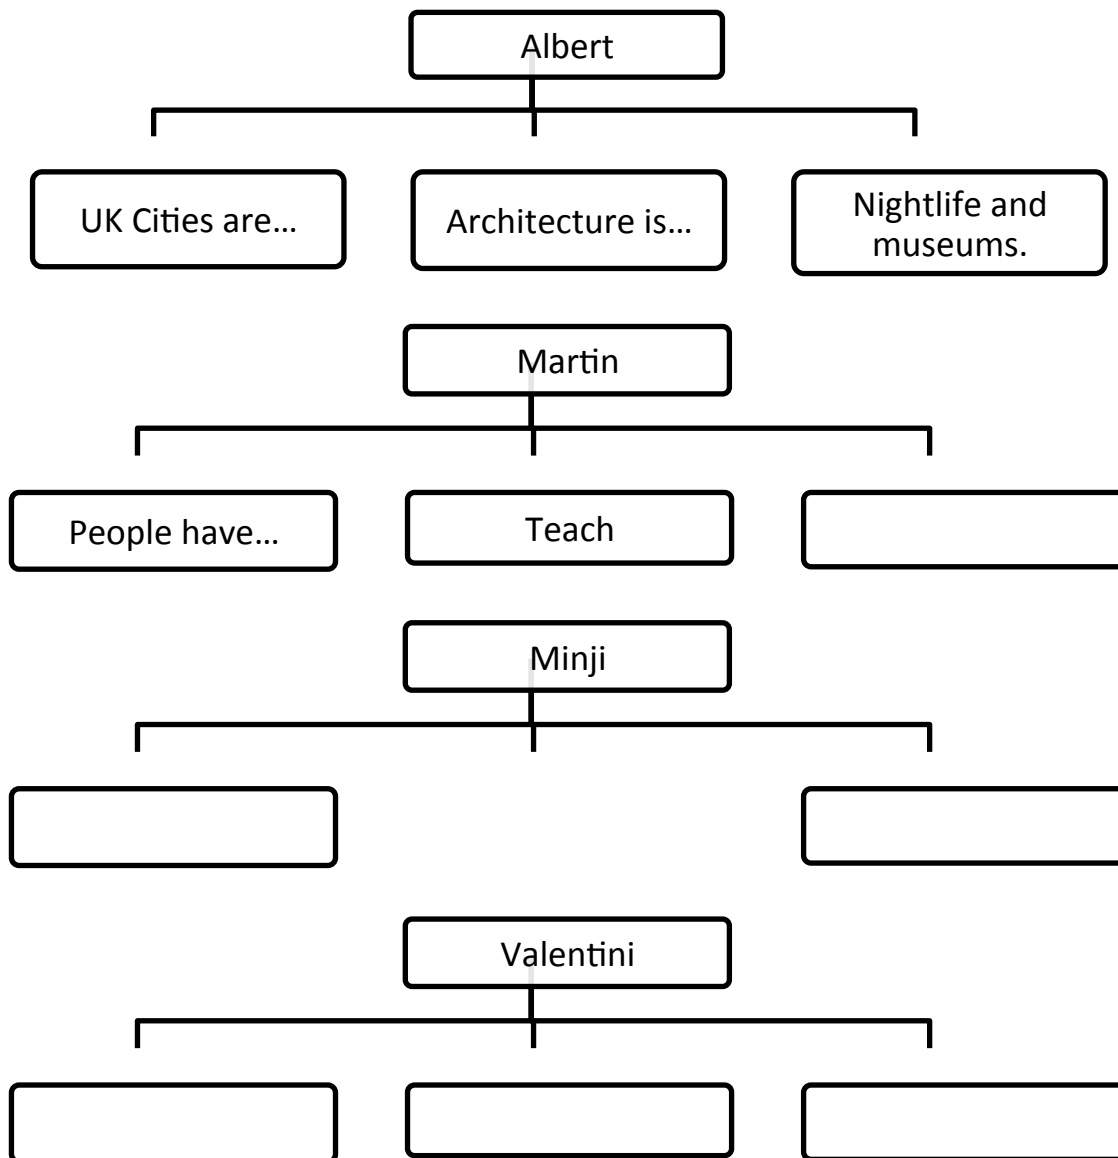 Albert
UK Cities are…
Architecture is…
Nightlife and
museums.
Martin
People have…
Teach
Minji
Valentini